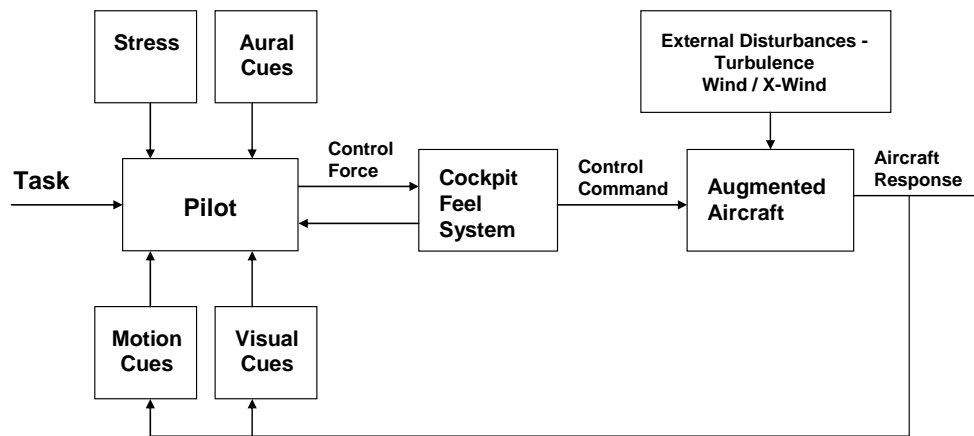 Stress
Aural
Cues
External Disturbances -
Turbulence
Wind / X-Wind
Task
Pilot
Control
Force
Cockpit
Feel
System
Control
Command
Augmented
Aircraft
Aircraft
Response
Motion
Cues
Visual
Cues